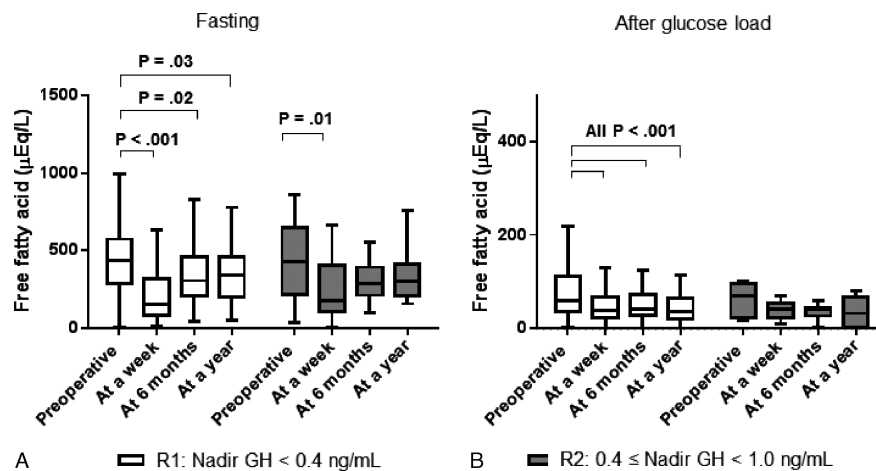 Fasting
After glucose load
P = .03
P = .02
P < .001
P = .01
Free fatty acid (µEq/L)
1500
1000
500
0
Preoperative
At a week
At 6 months
At a year
Preoperative
At a week
At 6 months
At a year
All P < .001
Free fatty acid (µEq/L)
400
200
0
Preoperative
At a week
At 6 months
At a year
Preoperative
At a week
At 6 months
At a year
A
R1: Nadir GH < 0.4 ng/mL
B
R2: 0.4 ≤ Nadir GH < 1.0 ng/mL